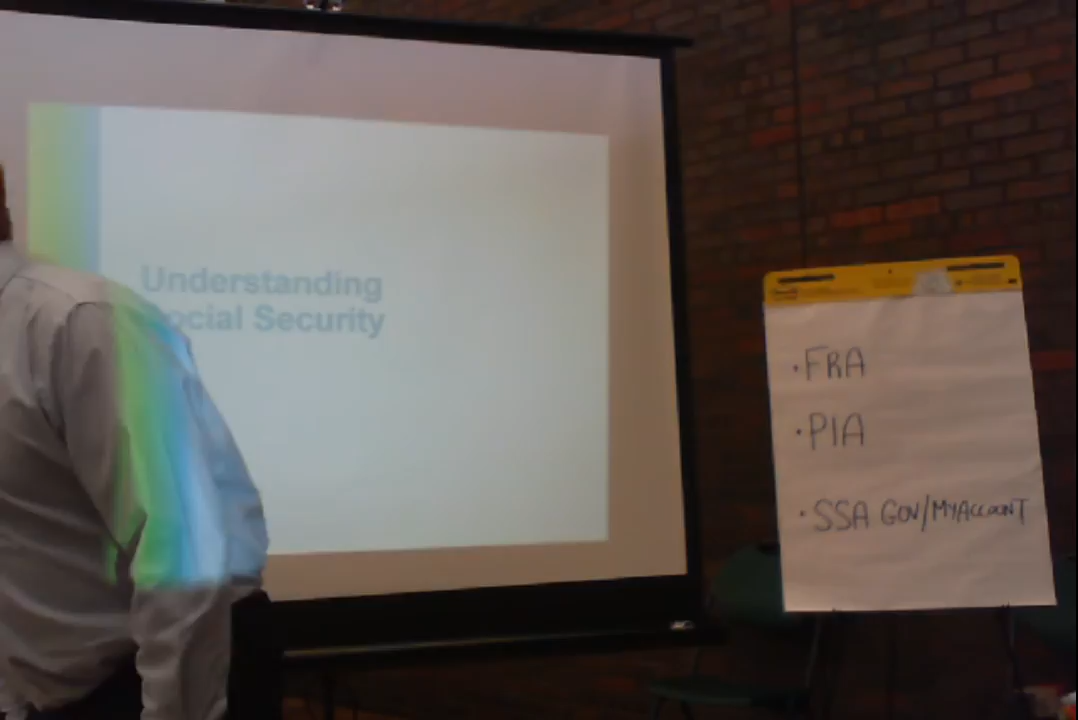 Understanding
Social Security
·FRA
·PIA
·SSA GOV/MYACCOUNT